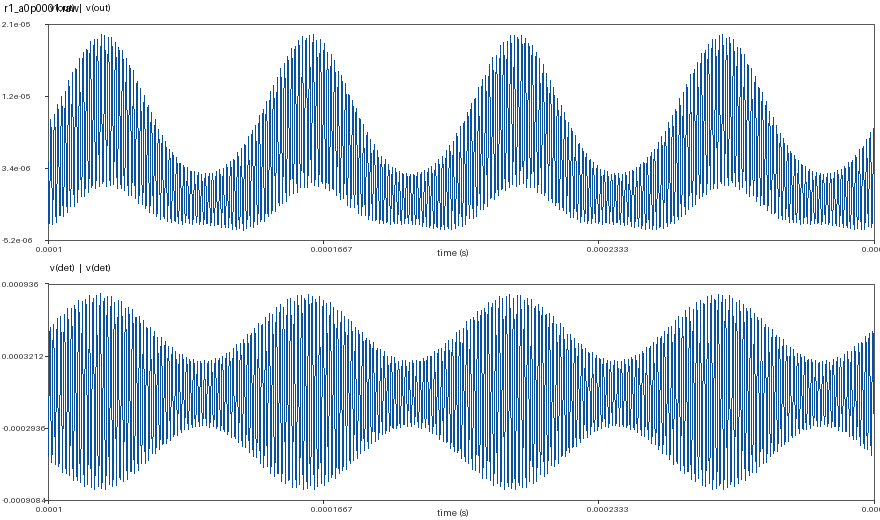 v(out) | v(out)
2.1e-05
1.2e-05
3.4e-06
-5.2e-06
0.0001
0.0001667
0.0002333
time (s)
v(det) | v(det)
0.000936
0.0003212
-0.0002936
-0.0009084
0.0001
0.0001667
0.0002333
time (s)